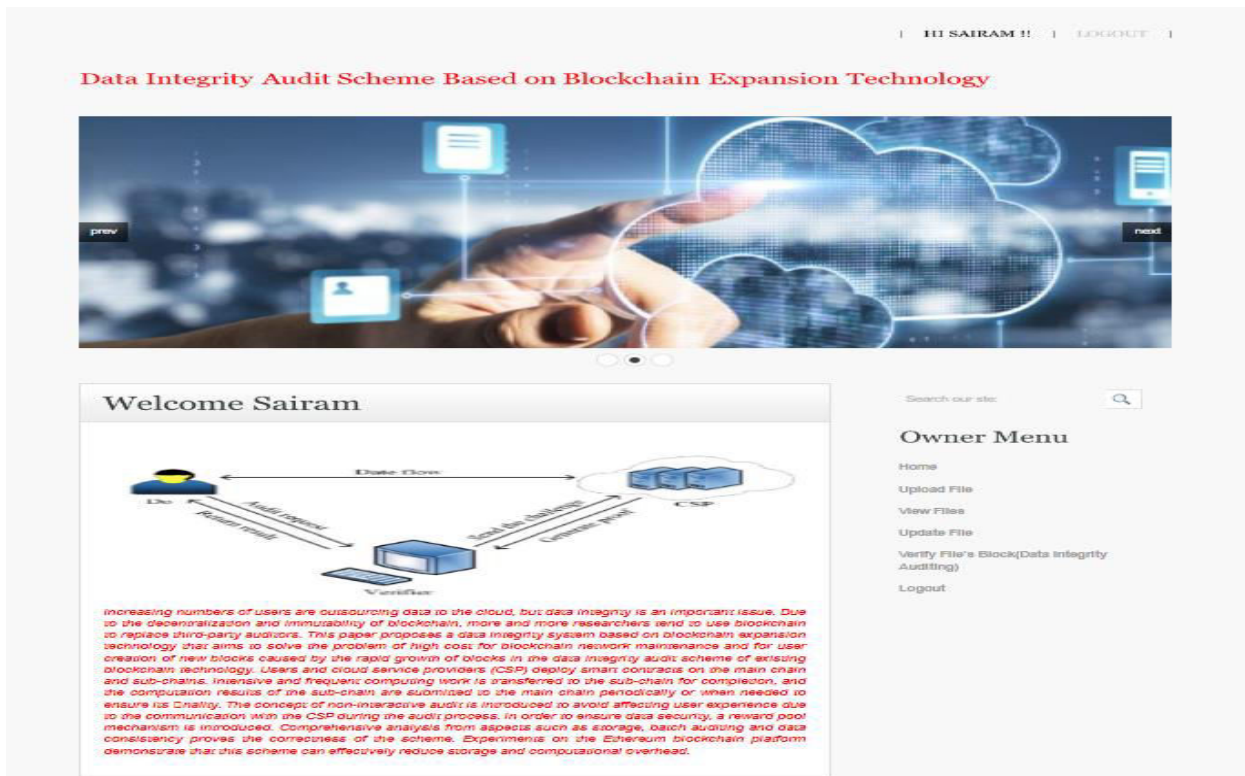 | HI SAIRAM !! | LOGOUT |
Data Integrity Audit Scheme Based on Blockchain Expansion Technology
prev
next
Welcome Sairam
Data flow
Do
CSP
Audit request
Return result
Send the challenge
Generate proof
Verifier
Increasing numbers of users are outsourcing data to the cloud, but data integrity is an important issue. Due
to the decentralization and immutability of blockchain, more and more researchers tend to use blockchain
to replace third-party auditors. This paper proposes a data integrity system based on blockchain expansion
technology that aims to solve the problem of high cost for blockchain network maintenance and for user
creation of new blocks caused by the rapid growth of blocks in the data integrity audit scheme of existing
blockchain technology. Users and cloud service providers (CSP) deploy smart contracts on the main chain
and sub-chains. Intensive and frequent computing work is transferred to the sub-chain for completion, and
the computation results of the sub-chain are submitted to the main chain periodically or when needed to
ensure its Cnality. The concept of non-interactive audit is introduced to avoid affecting user experience due
to the communication with the CSP during the audit process. In order to ensure data security, a reward pool
mechanism is introduced. Comprehensive analysis from aspects such as storage, batch auditing and data
consistency proves the correctness of the scheme. Experiments on the Ethereum blockchain platform
demonstrate that this scheme can effectively reduce storage and computational overhead.
Search our site:
Owner Menu
Home
Upload File
View Files
Update File
Verify File's Block(Data Integrity
Auditing)
Logout